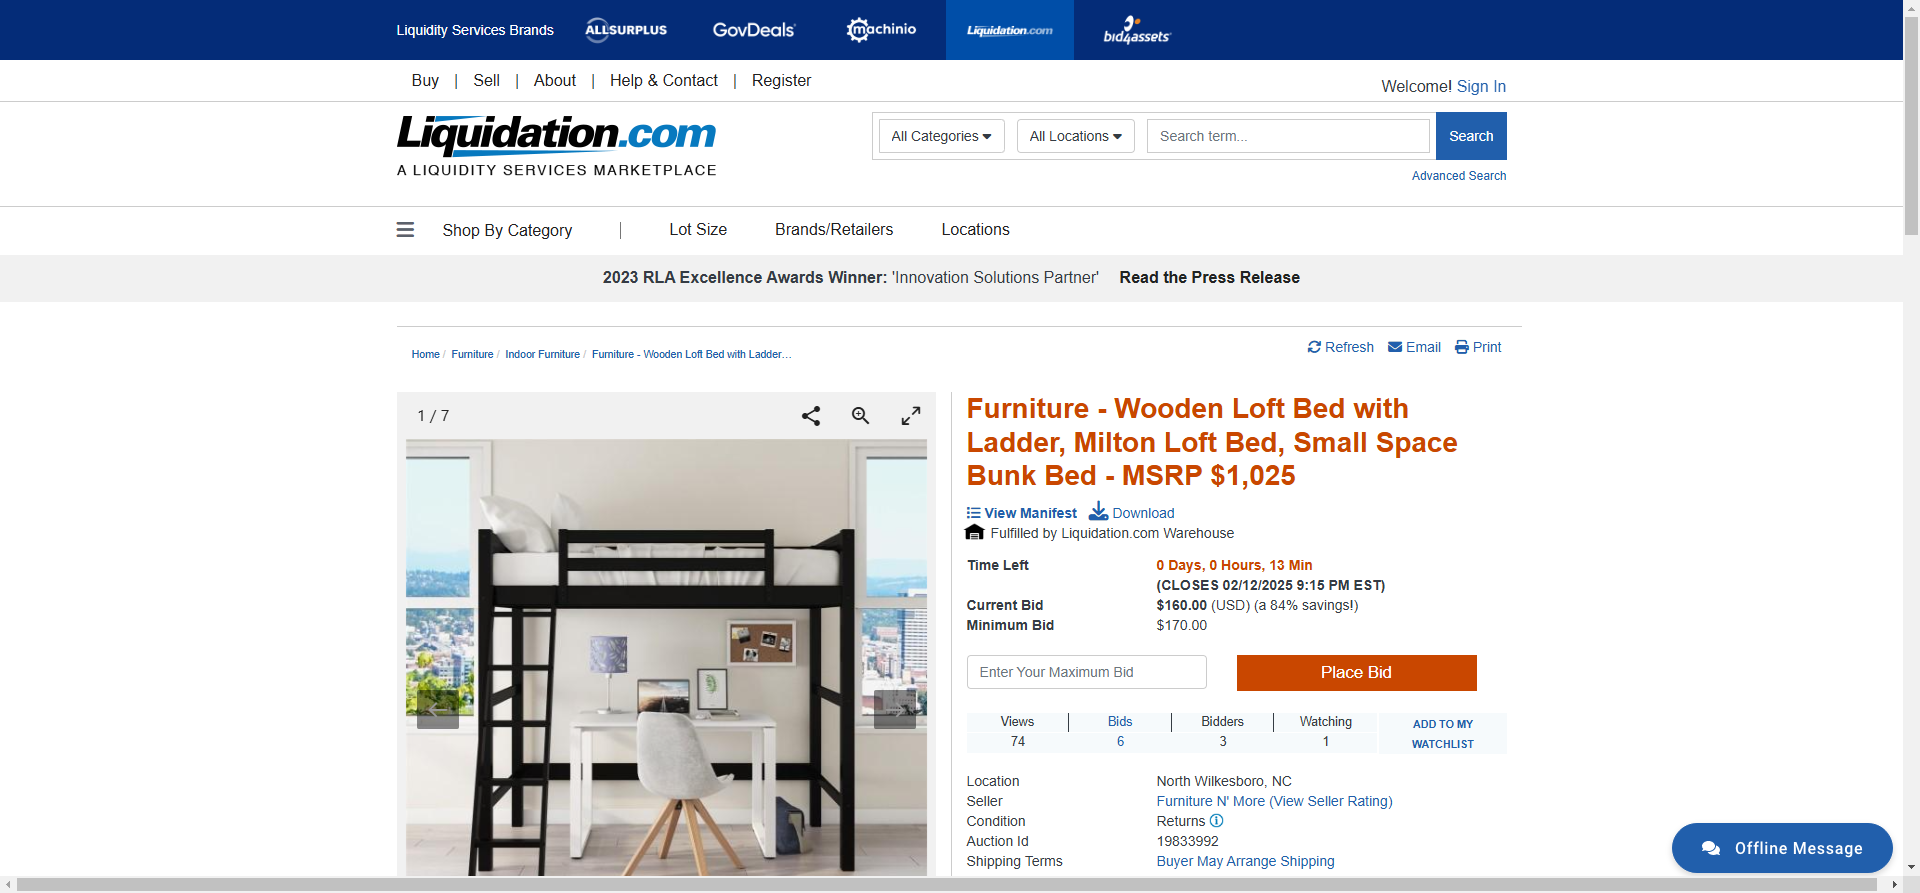 Liquidity Services Brands
ALLSURPLUS
GovDeals
machinio
Liquidation.com
bid4assets
Buy | Sell | About | Help & Contact | Register
Welcome! Sign In
Liquidation.com
A LIQUIDITY SERVICES MARKETPLACE
All Categories
All Locations
Search term...
Search
Advanced Search
Shop By Category | Lot Size Brands/Retailers Locations
2023 RLA Excellence Awards Winner: 'Innovation Solutions Partner' Read the Press Release
Home / Furniture / Indoor Furniture / Furniture - Wooden Loft Bed with Ladder...
Refresh Email Print
1 / 7
Furniture - Wooden Loft Bed with
Ladder, Milton Loft Bed, Small Space
Bunk Bed - MSRP $1,025
View Manifest Download
Fulfilled by Liquidation.com Warehouse
Time Left 0 Days, 0 Hours, 13 Min
(CLOSES 02/12/2025 9:15 PM EST)
Current Bid $160.00 (USD) (a 84% savings!)
Minimum Bid $170.00
Enter Your Maximum Bid
Place Bid
Views Bids Bidders Watching
74 6 3 1
ADD TO MY
WATCHLIST
Location North Wilkesboro, NC
Seller Furniture N' More (View Seller Rating)
Condition Returns
Auction Id 19833992
Shipping Terms Buyer May Arrange Shipping
Offline Message